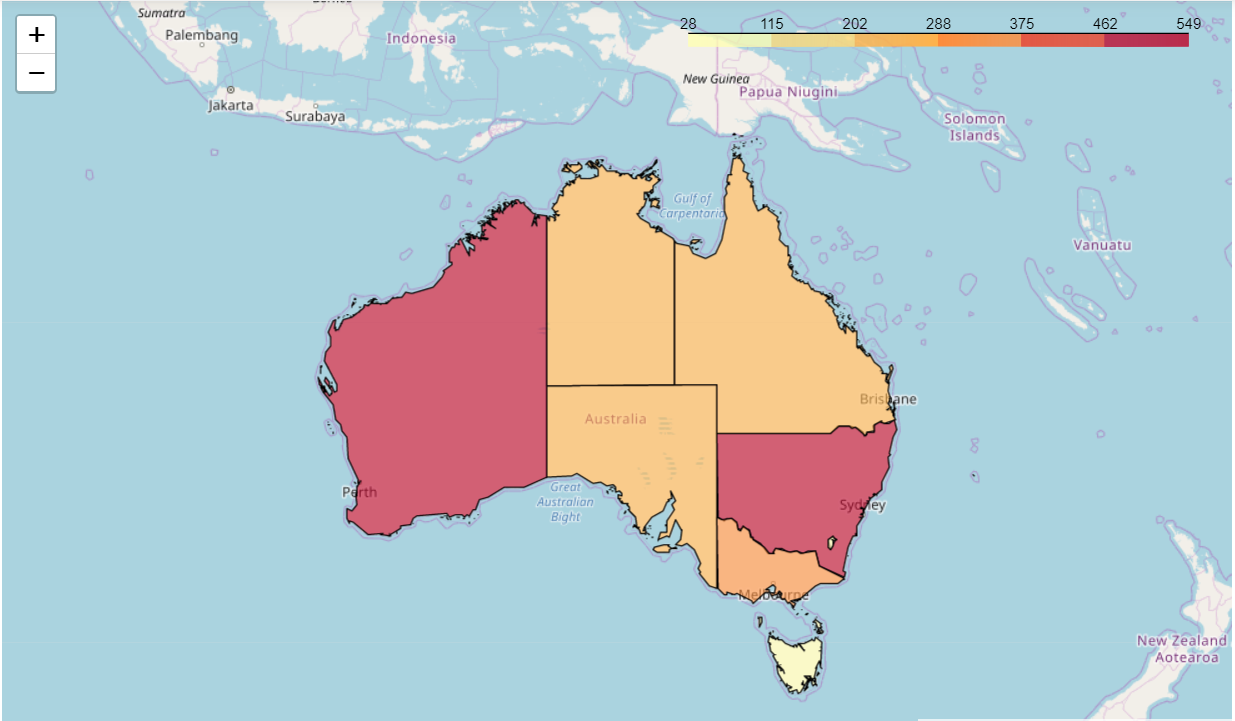 +
−
28 115 202 288 375 462 549
Sumatra
Palembang
Indonesia
Jakarta
Surabaya
New Guinea
Papua Niugini
Solomon
Islands
Gulf of
Carpentaria
Vanuatu
Brisbane
Australia
Great
Australian
Bight
Perth
Sydney
Melbourne
New Zealand
Aotearoa